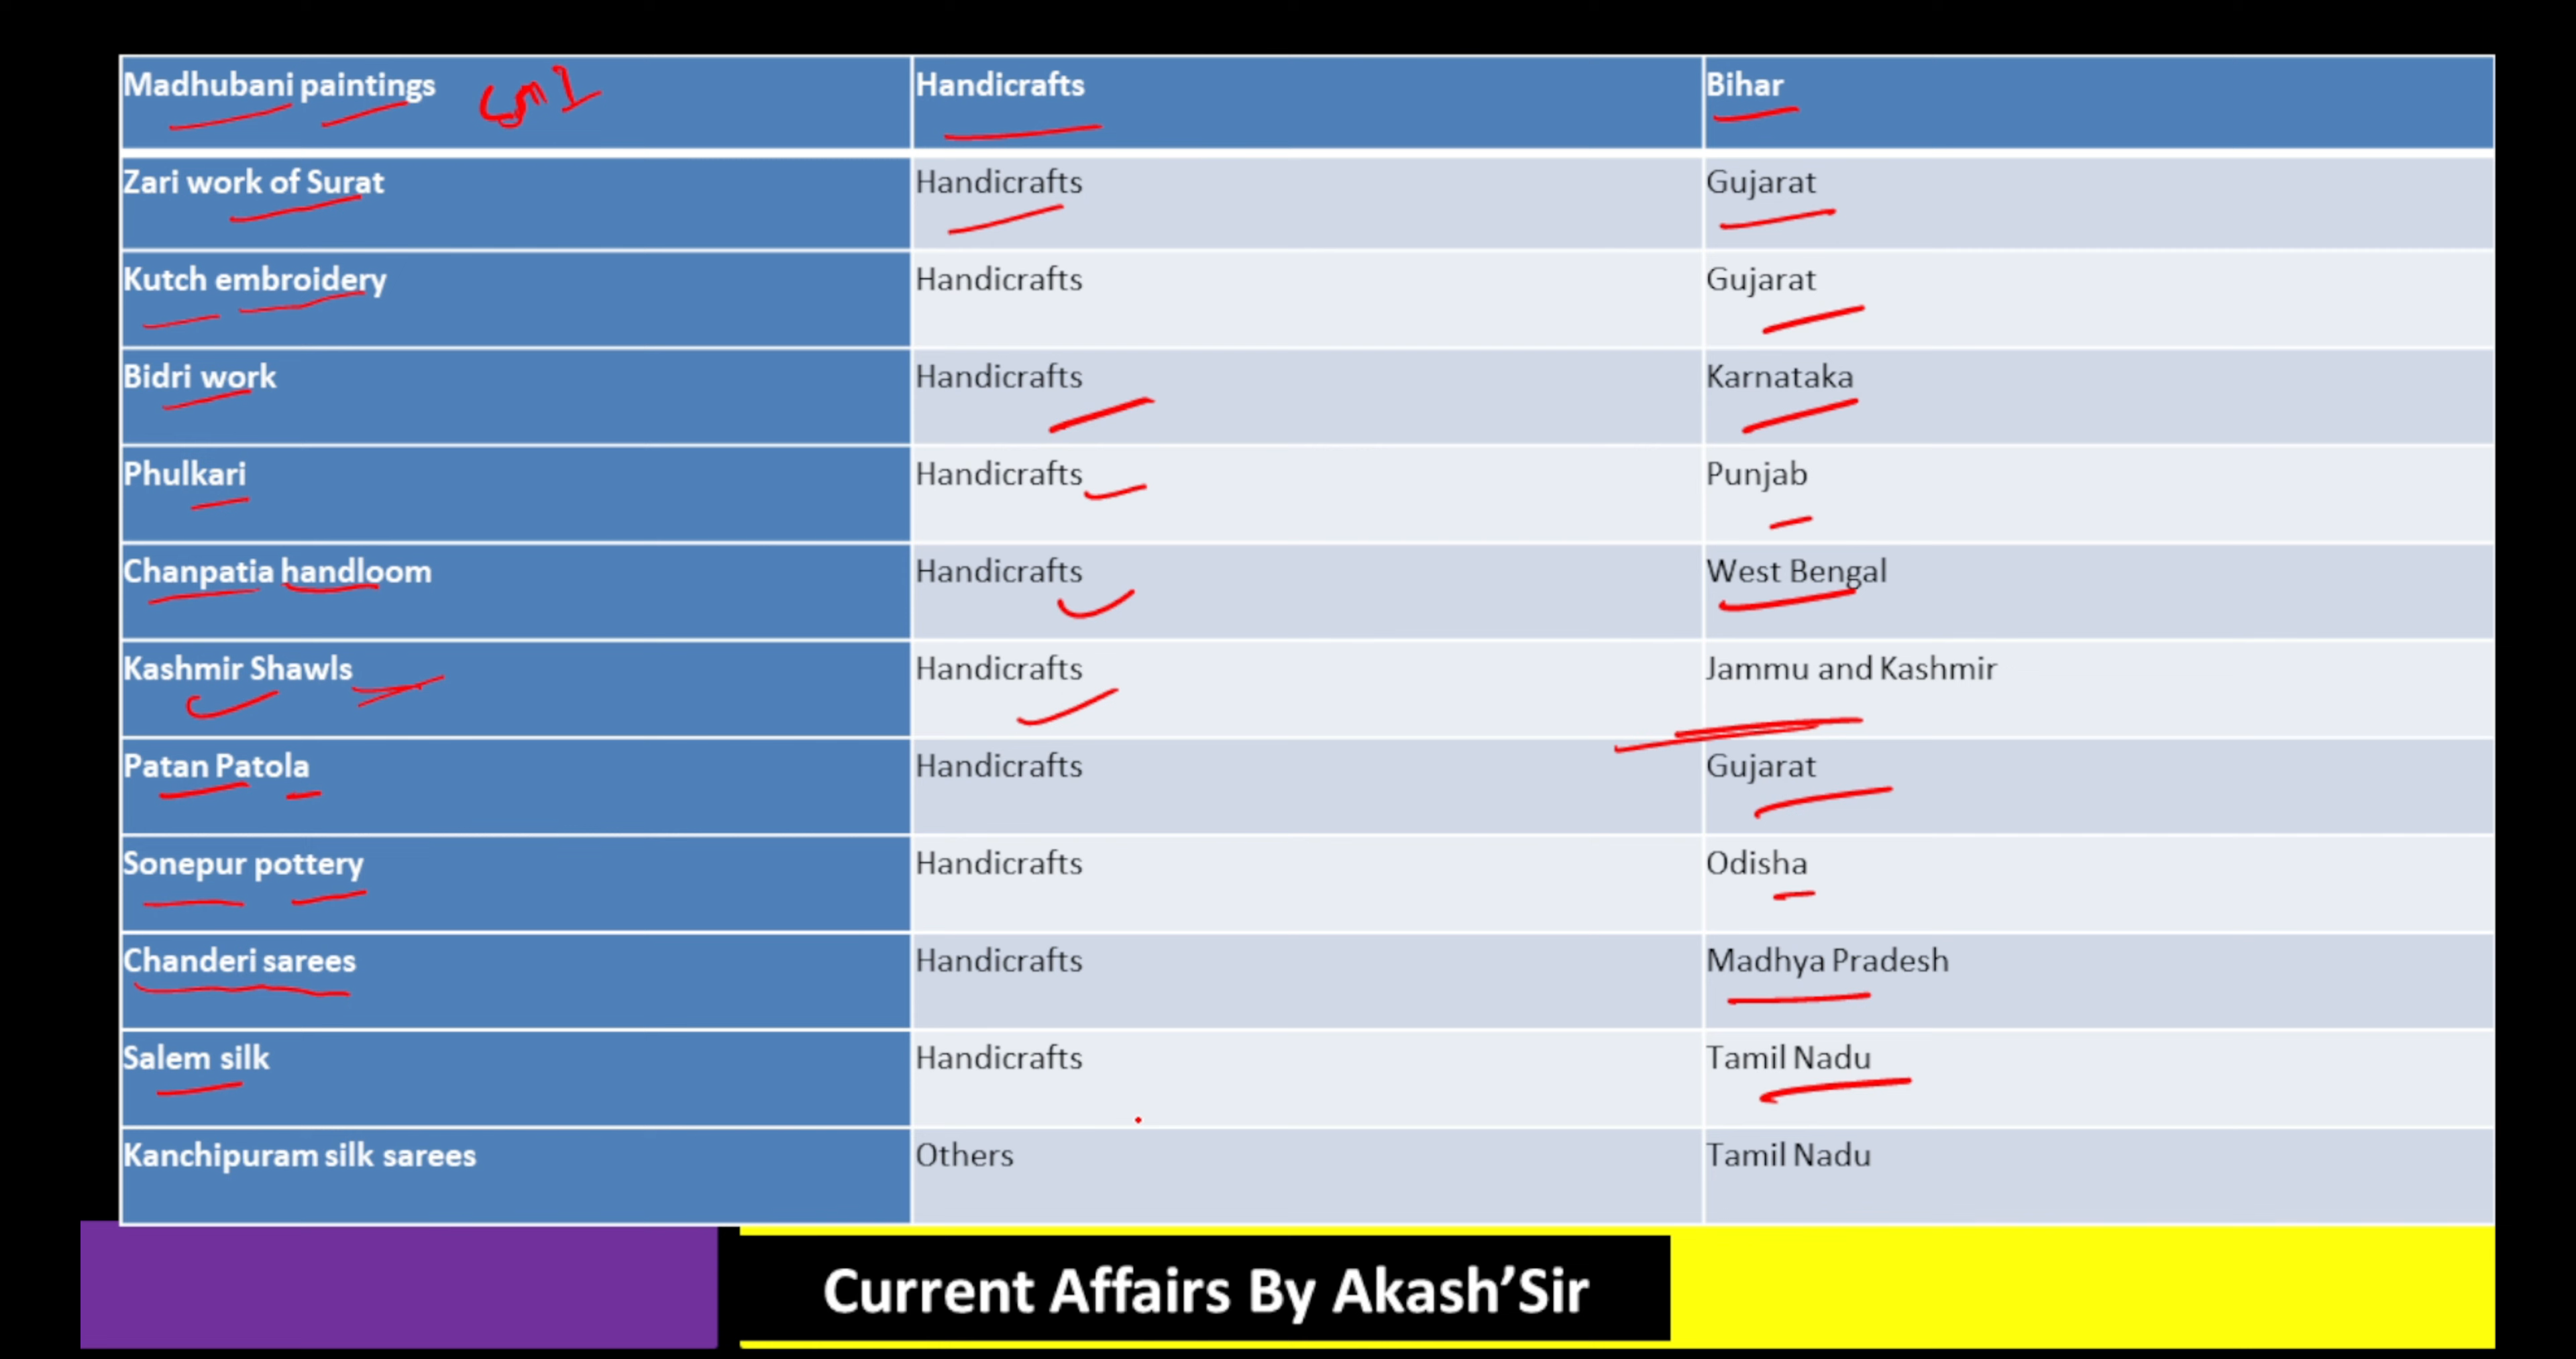 Madhubani paintings Handicrafts Bihar
Zari work of Surat Handicrafts Gujarat
Kutch embroidery Handicrafts Gujarat
Bidri work Handicrafts Karnataka
Phulkari Handicrafts Punjab
Chanpatia handloom Handicrafts West Bengal
Kashmir Shawls Handicrafts Jammu and Kashmir
Patan Patola Handicrafts Gujarat
Sonepur pottery Handicrafts Odisha
Chanderi sarees Handicrafts Madhya Pradesh
Salem silk Handicrafts Tamil Nadu
Kanchipuram silk sarees Others Tamil Nadu
Current Affairs By Akash’Sir